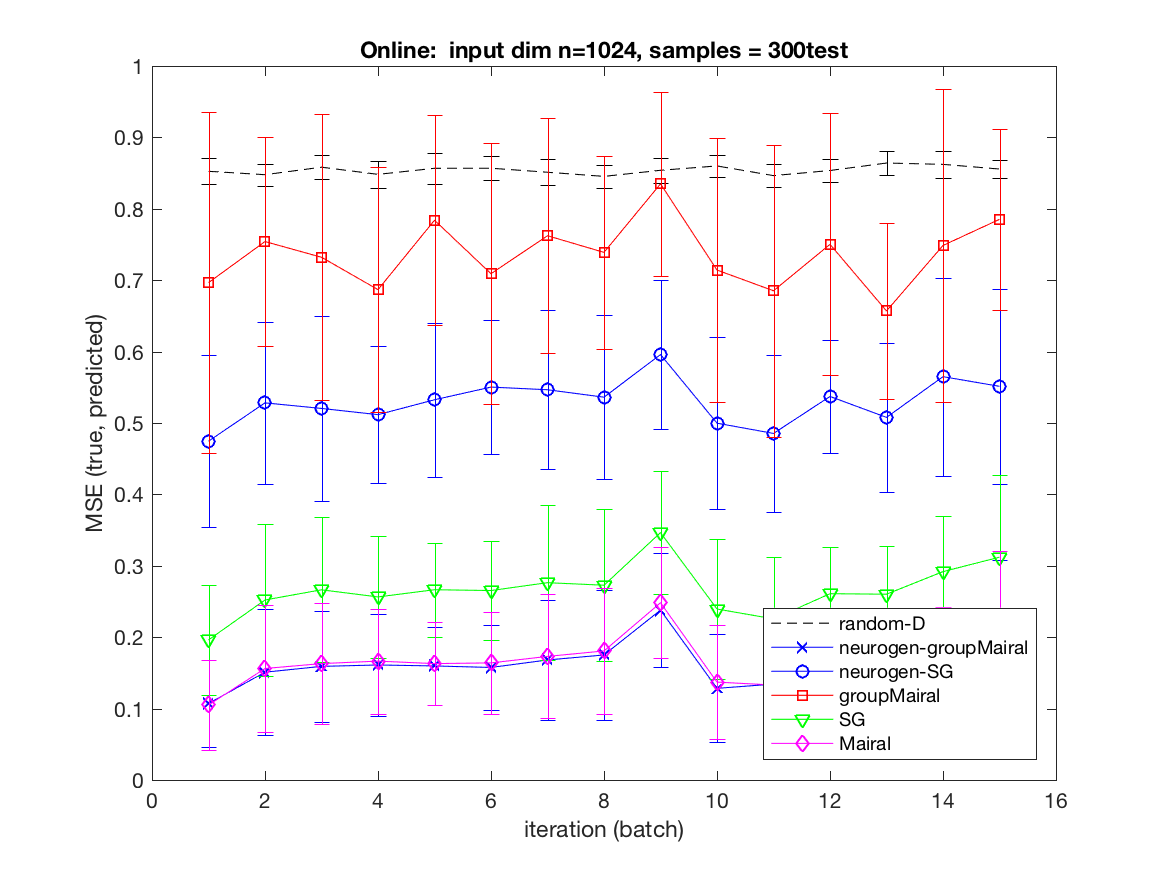 Online:  input dim n=1024, samples = 300test
MSE (true, predicted)
1
0.9
0.8
0.7
0.6
0.5
0.4
0.3
0.2
0.1
0
0 2 4 6 8 10 12 14 16
iteration (batch)
random-D
neurogen-groupMairal
neurogen-SG
groupMairal
SG
Mairal